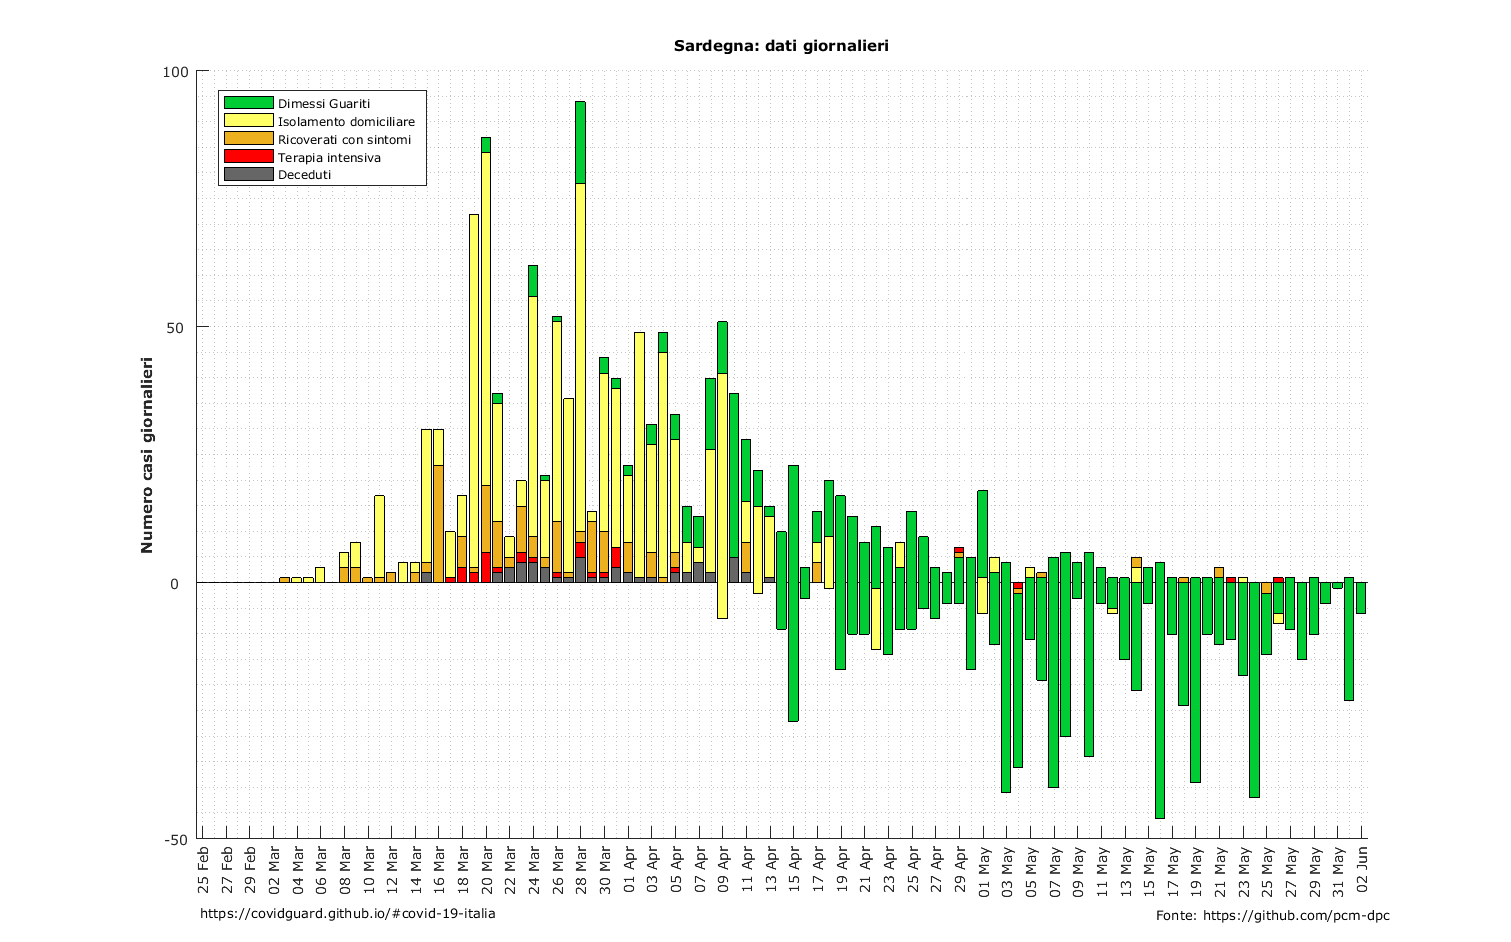 Sardegna: dati giornalieri
100
50
0
-50
Numero casi giornalieri
Dimessi Guariti
Isolamento domiciliare
Ricoverati con sintomi
Terapia intensiva
Deceduti
25 Feb
27 Feb
29 Feb
02 Mar
04 Mar
06 Mar
08 Mar
10 Mar
12 Mar
14 Mar
16 Mar
18 Mar
20 Mar
22 Mar
24 Mar
26 Mar
28 Mar
30 Mar
01 Apr
03 Apr
05 Apr
07 Apr
09 Apr
11 Apr
13 Apr
15 Apr
17 Apr
19 Apr
21 Apr
23 Apr
25 Apr
27 Apr
29 Apr
01 May
03 May
05 May
07 May
09 May
11 May
13 May
15 May
17 May
19 May
21 May
23 May
25 May
27 May
29 May
31 May
02 Jun
https://covidguard.github.io/#covid-19-italia
Fonte: https://github.com/pcm-dpc